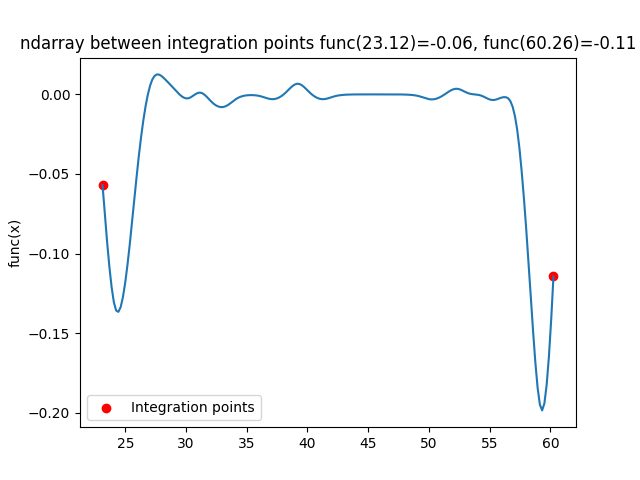 ndarray between integration points func(23.12)=-0.06, func(60.26)=-0.11
0.00
−0.05
−0.10
−0.15
−0.20
func(x)
Integration points
25 30 35 40 45 50 55 60